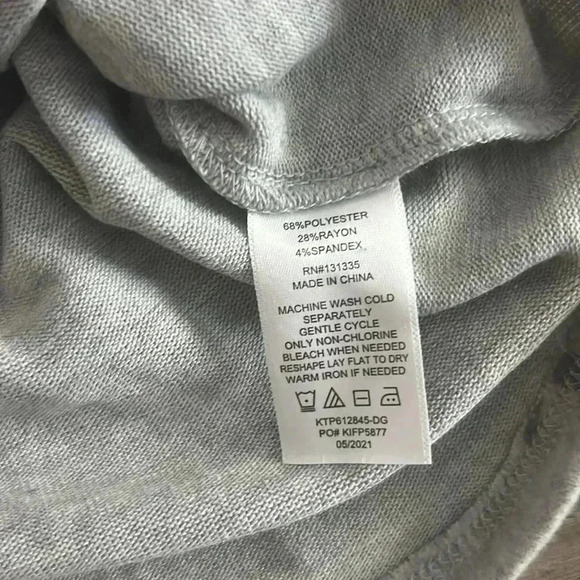 68%POLYESTER
28%RAYON
4%SPANDEX
RN#131335
MADE IN CHINA
MACHINE WASH COLD
SEPARATELY
GENTLE CYCLE
ONLY NON-CHLORINE
BLEACH WHEN NEEDED
RESHAPE LAY FLAT TO DRY
WARM IRON IF NEEDED
KTP612845-DG
PO# KIFP5877
05/2021